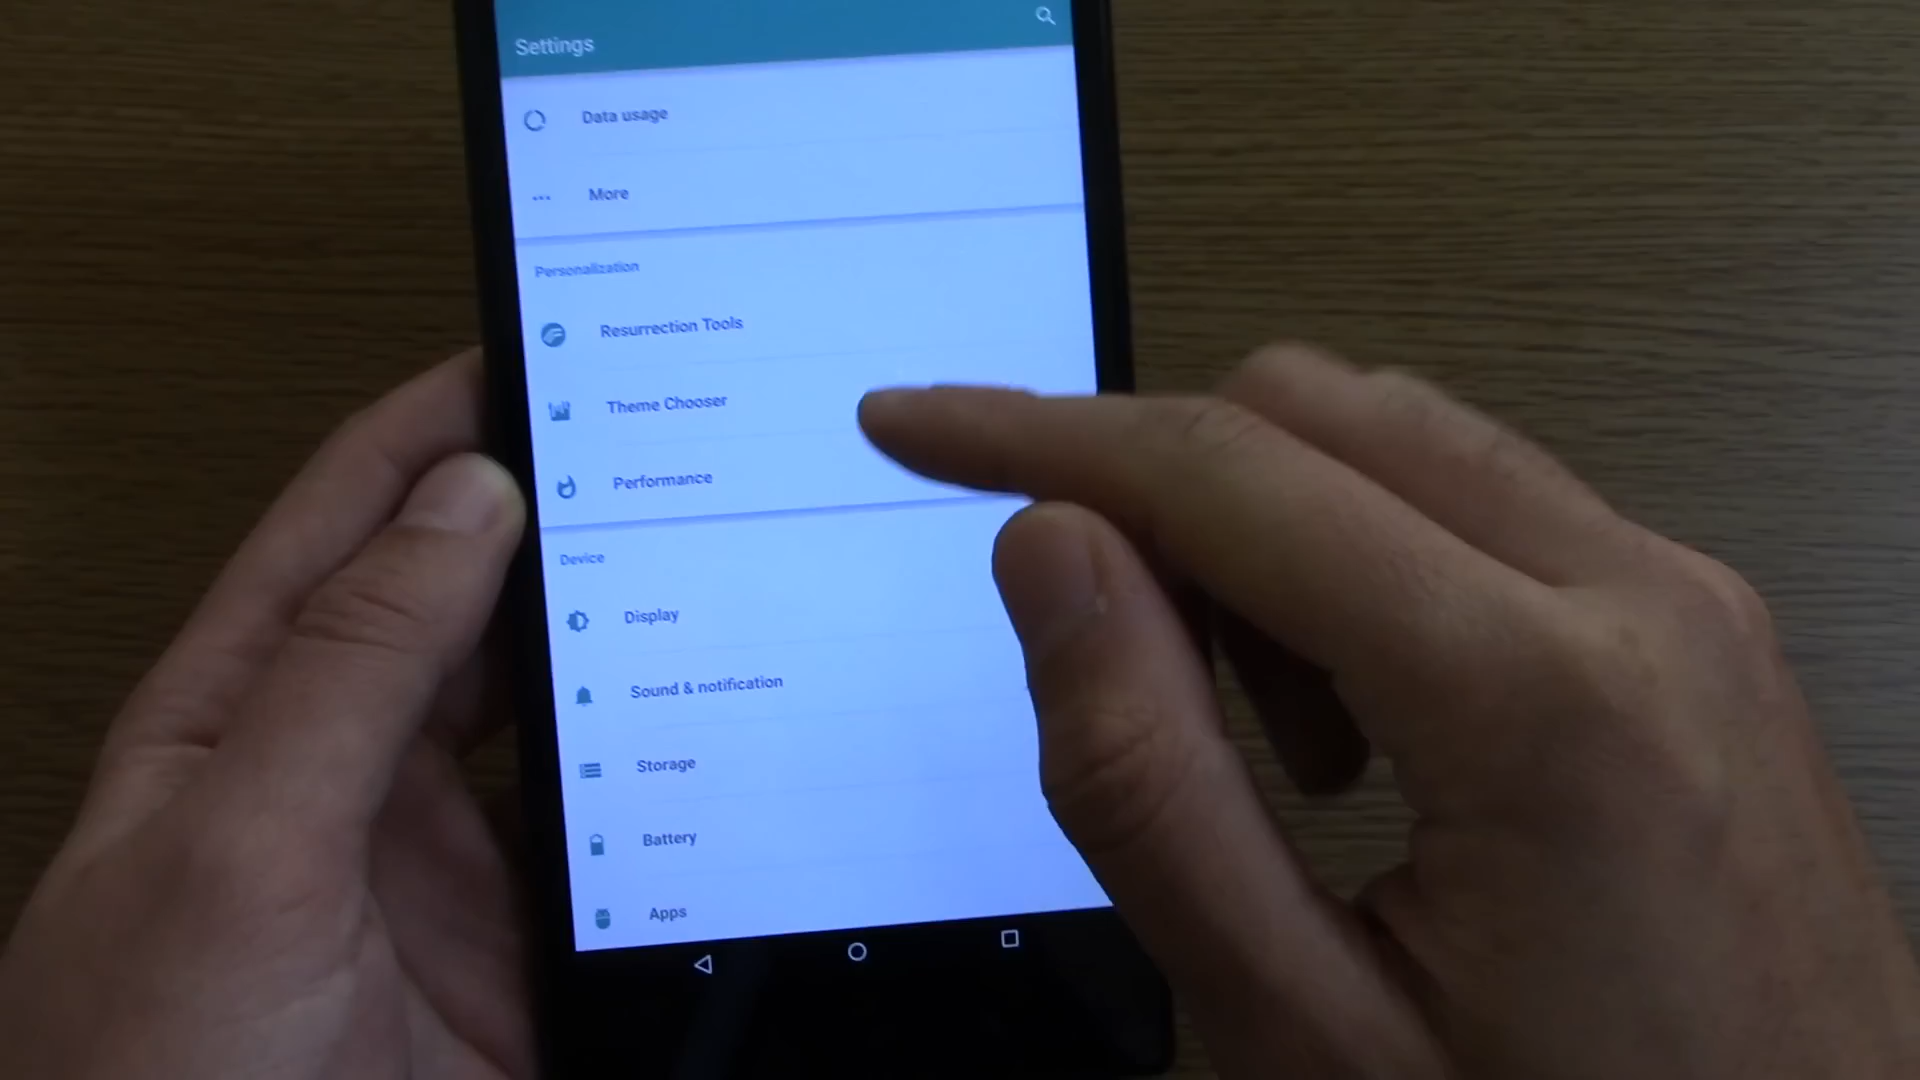 Settings
Data usage
More
Personalization
Resurrection Tools
Theme Chooser
Performance
Device
Display
Sound & notification
Storage
Battery
Apps